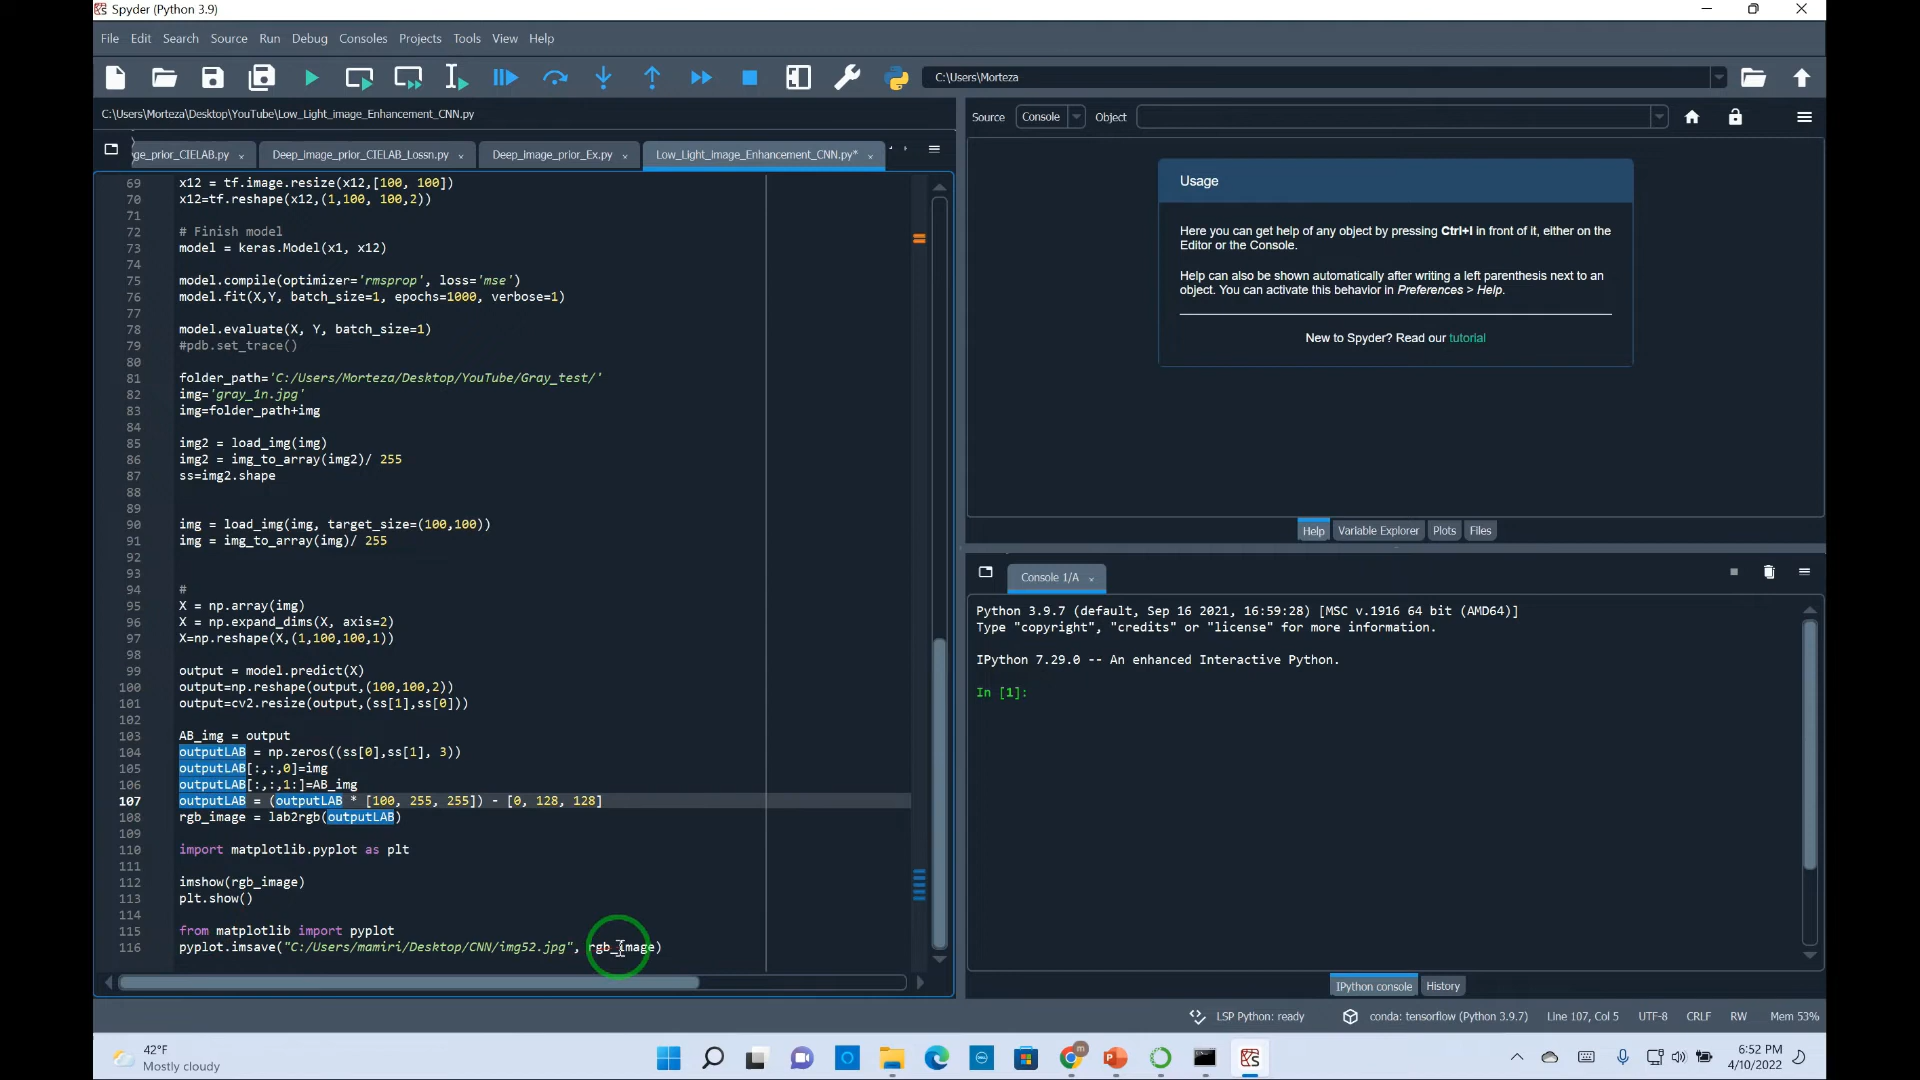 Spyder (Python 3.9)
File Edit Search Source Run Debug Consoles Projects Tools View Help
C:\Users\Morteza
C:\Users\Morteza\Desktop\YouTube\Low_Light_image_Enhancement_CNN.py
ge_prior_CIELAB.py Deep_image_prior_CIELAB_Lossn.py Deep_image_prior_Ex.py Low_Light_image_Enhancement_CNN.py*
69 x12 = tf.image.resize(x12,[100, 100])
70 x12=tf.reshape(x12,(1,100, 100,2))
71
72 # Finish model
73 model = keras.Model(x1, x12)
74
75 model.compile(optimizer='rmsprop', loss='mse')
76 model.fit(X,Y, batch_size=1, epochs=1000, verbose=1)
77
78 model.evaluate(X, Y, batch_size=1)
79 #pdb.set_trace()
80
81 folder_path='C:/Users/Morteza/Desktop/YouTube/Gray_test/'
82 img='gray_1n.jpg'
83 img=folder_path+img
84
85 img2 = load_img(img)
86 img2 = img_to_array(img2)/ 255
87 ss=img2.shape
88
89
90 img = load_img(img, target_size=(100,100))
91 img = img_to_array(img)/ 255
92
93
94 #
95 X = np.array(img)
96 X = np.expand_dims(X, axis=2)
97 X=np.reshape(X,(1,100,100,1))
98
99 output = model.predict(X)
100 output=np.reshape(output,(100,100,2))
101 output=cv2.resize(output,(ss[1],ss[0]))
102
103 AB_img = output
104 outputLAB = np.zeros((ss[0],ss[1], 3))
105 outputLAB[:,:,0]=img
106 outputLAB[:,:,1:]=AB_img
107 outputLAB = (outputLAB * [100, 255, 255]) - [0, 128, 128]
108 rgb_image = lab2rgb(outputLAB)
109
110 import matplotlib.pyplot as plt
111
112 imshow(rgb_image)
113 plt.show()
114
115 from matplotlib import pyplot
116 pyplot.imsave("C:/Users/mamiri/Desktop/CNN/img52.jpg", rgb_image)
Source Console Object
Usage
Here you can get help of any object by pressing Ctrl+I in front of it, either on the
Editor or the Console.
Help can also be shown automatically after writing a left parenthesis next to an
object. You can activate this behavior in Preferences > Help.
New to Spyder? Read our tutorial
Help Variable Explorer Plots Files
Console 1/A
Python 3.9.7 (default, Sep 16 2021, 16:59:28) [MSC v.1916 64 bit (AMD64)]
Type "copyright", "credits" or "license" for more information.
IPython 7.29.0 -- An enhanced Interactive Python.
In [1]:
IPython console History
LSP Python: ready conda: tensorflow (Python 3.9.7) Line 107, Col 5 UTF-8 CRLF RW Mem 53%
42°F
Mostly cloudy
6:52 PM
4/10/2022